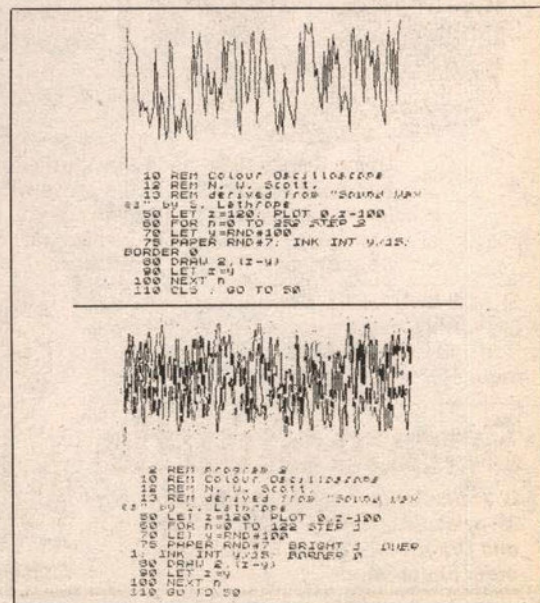 10 REM Colour Oscilloscope
12 REM N. W. Scott.
13 REM derived from "Sound Wav
es" by S. Lathrope
50 LET z=120: PLOT 0,z-100
60 FOR n=0 TO 252 STEP 2
70 LET y=RND*100
75 PAPER RND*7: INK INT y/15:
BORDER 0
80 DRAW 2,(z-y)
90 LET z=y
100 NEXT n
110 CLS : GO TO 50
2 REM program 2
10 REM Colour Oscilloscope
12 REM N. W. Scott.
13 REM derived from "Sound Wav
es" by S. Lathrope
50 LET z=120: PLOT 0,z-100
60 FOR n=0 TO 122 STEP 1
70 LET y=RND*100
75 PAPER RND*7: BRIGHT 1: OVER
1: INK INT y/15: BORDER 0
80 DRAW 2,(z-y)
90 LET z=y
100 NEXT n
110 GO TO 50